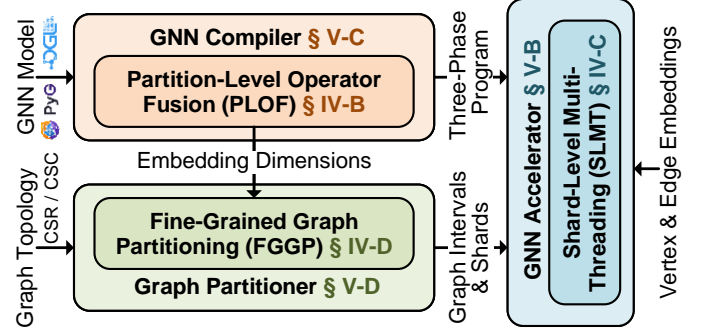 GNN Model
DGL
PyG
GNN Compiler § V-C
Partition-Level Operator
Fusion (PLOF) § IV-B
Three-Phase
Program
Embedding Dimensions
Graph Topology
CSR / CSC
Fine-Grained Graph
Partitioning (FGGP) § IV-D
Graph Partitioner § V-D
Graph Intervals
& Shards
GNN Accelerator § V-B
Shard-Level Multi-
Threading (SLMT) § IV-C
Vertex & Edge Embeddings